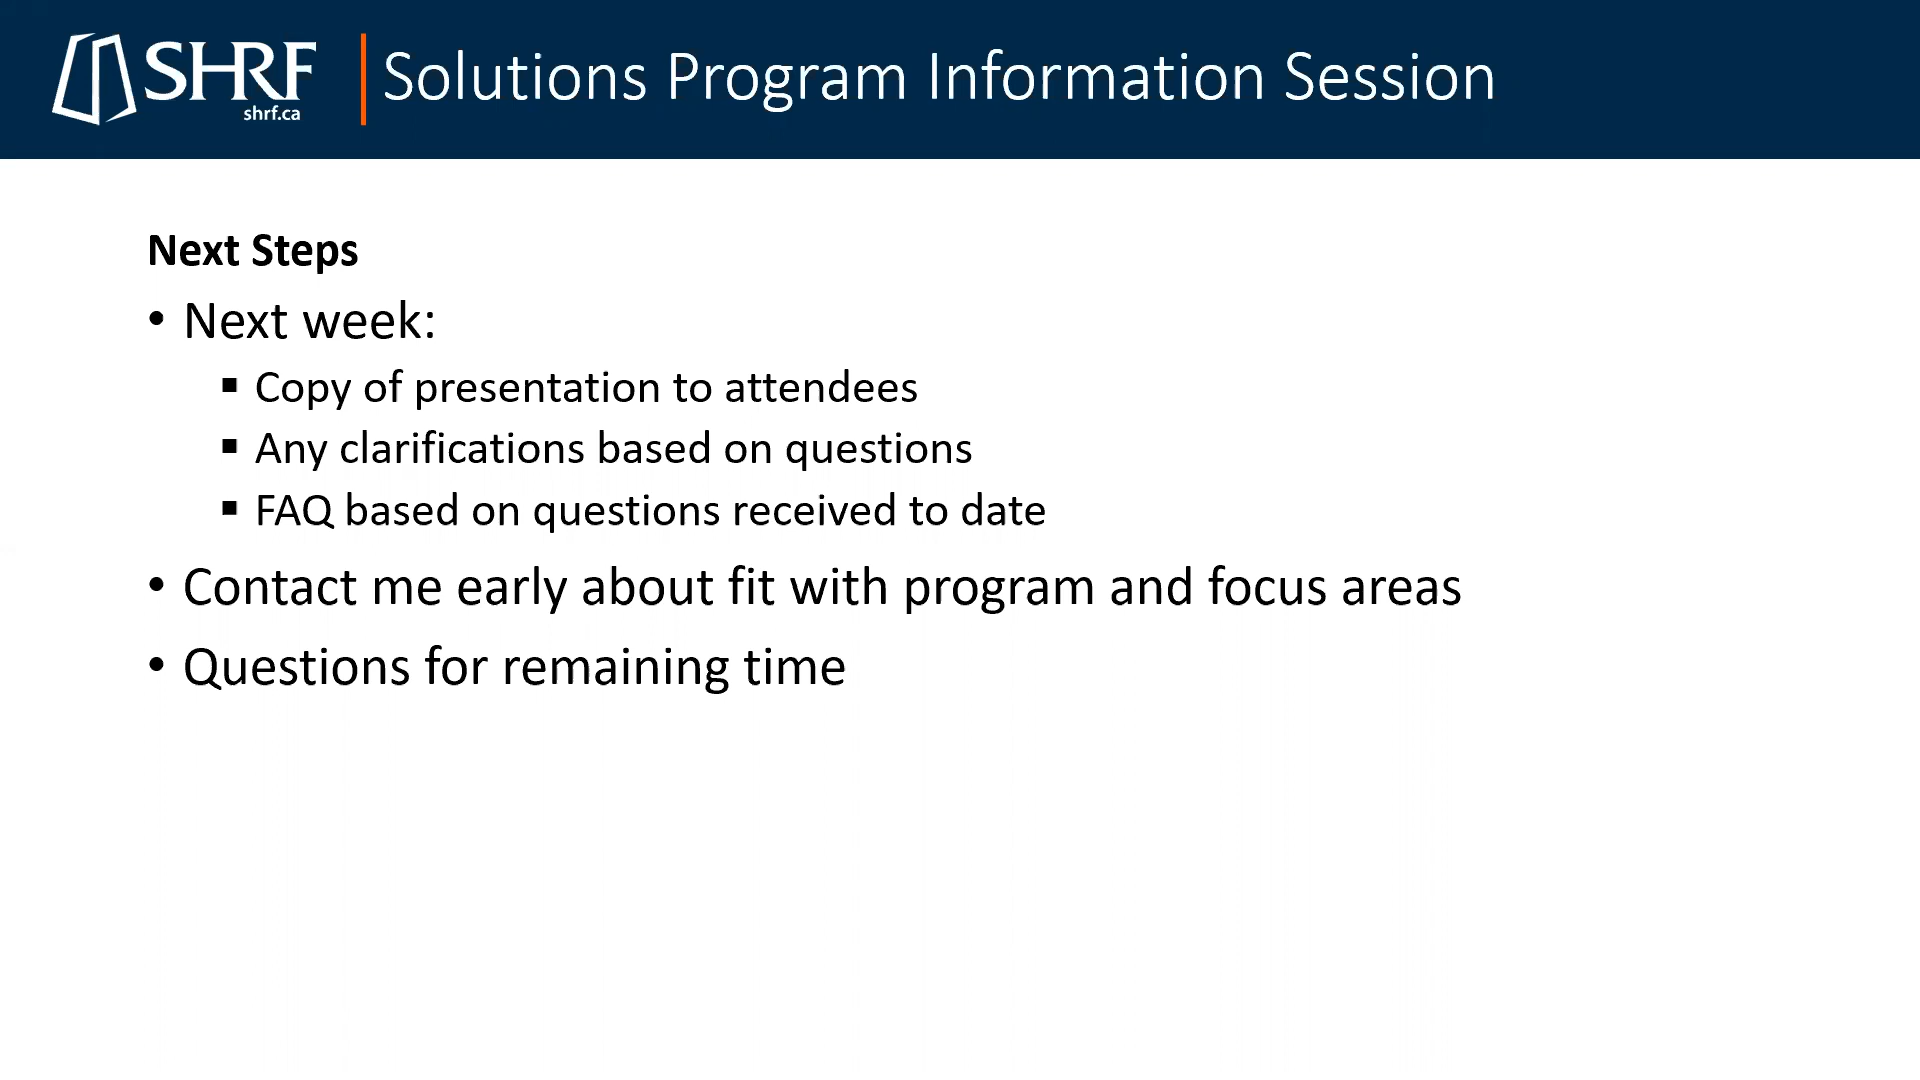 SHRF
shrf.ca
Solutions Program Information Session
Next Steps
• Next week:
▪ Copy of presentation to attendees
▪ Any clarifications based on questions
▪ FAQ based on questions received to date
• Contact me early about fit with program and focus areas
• Questions for remaining time